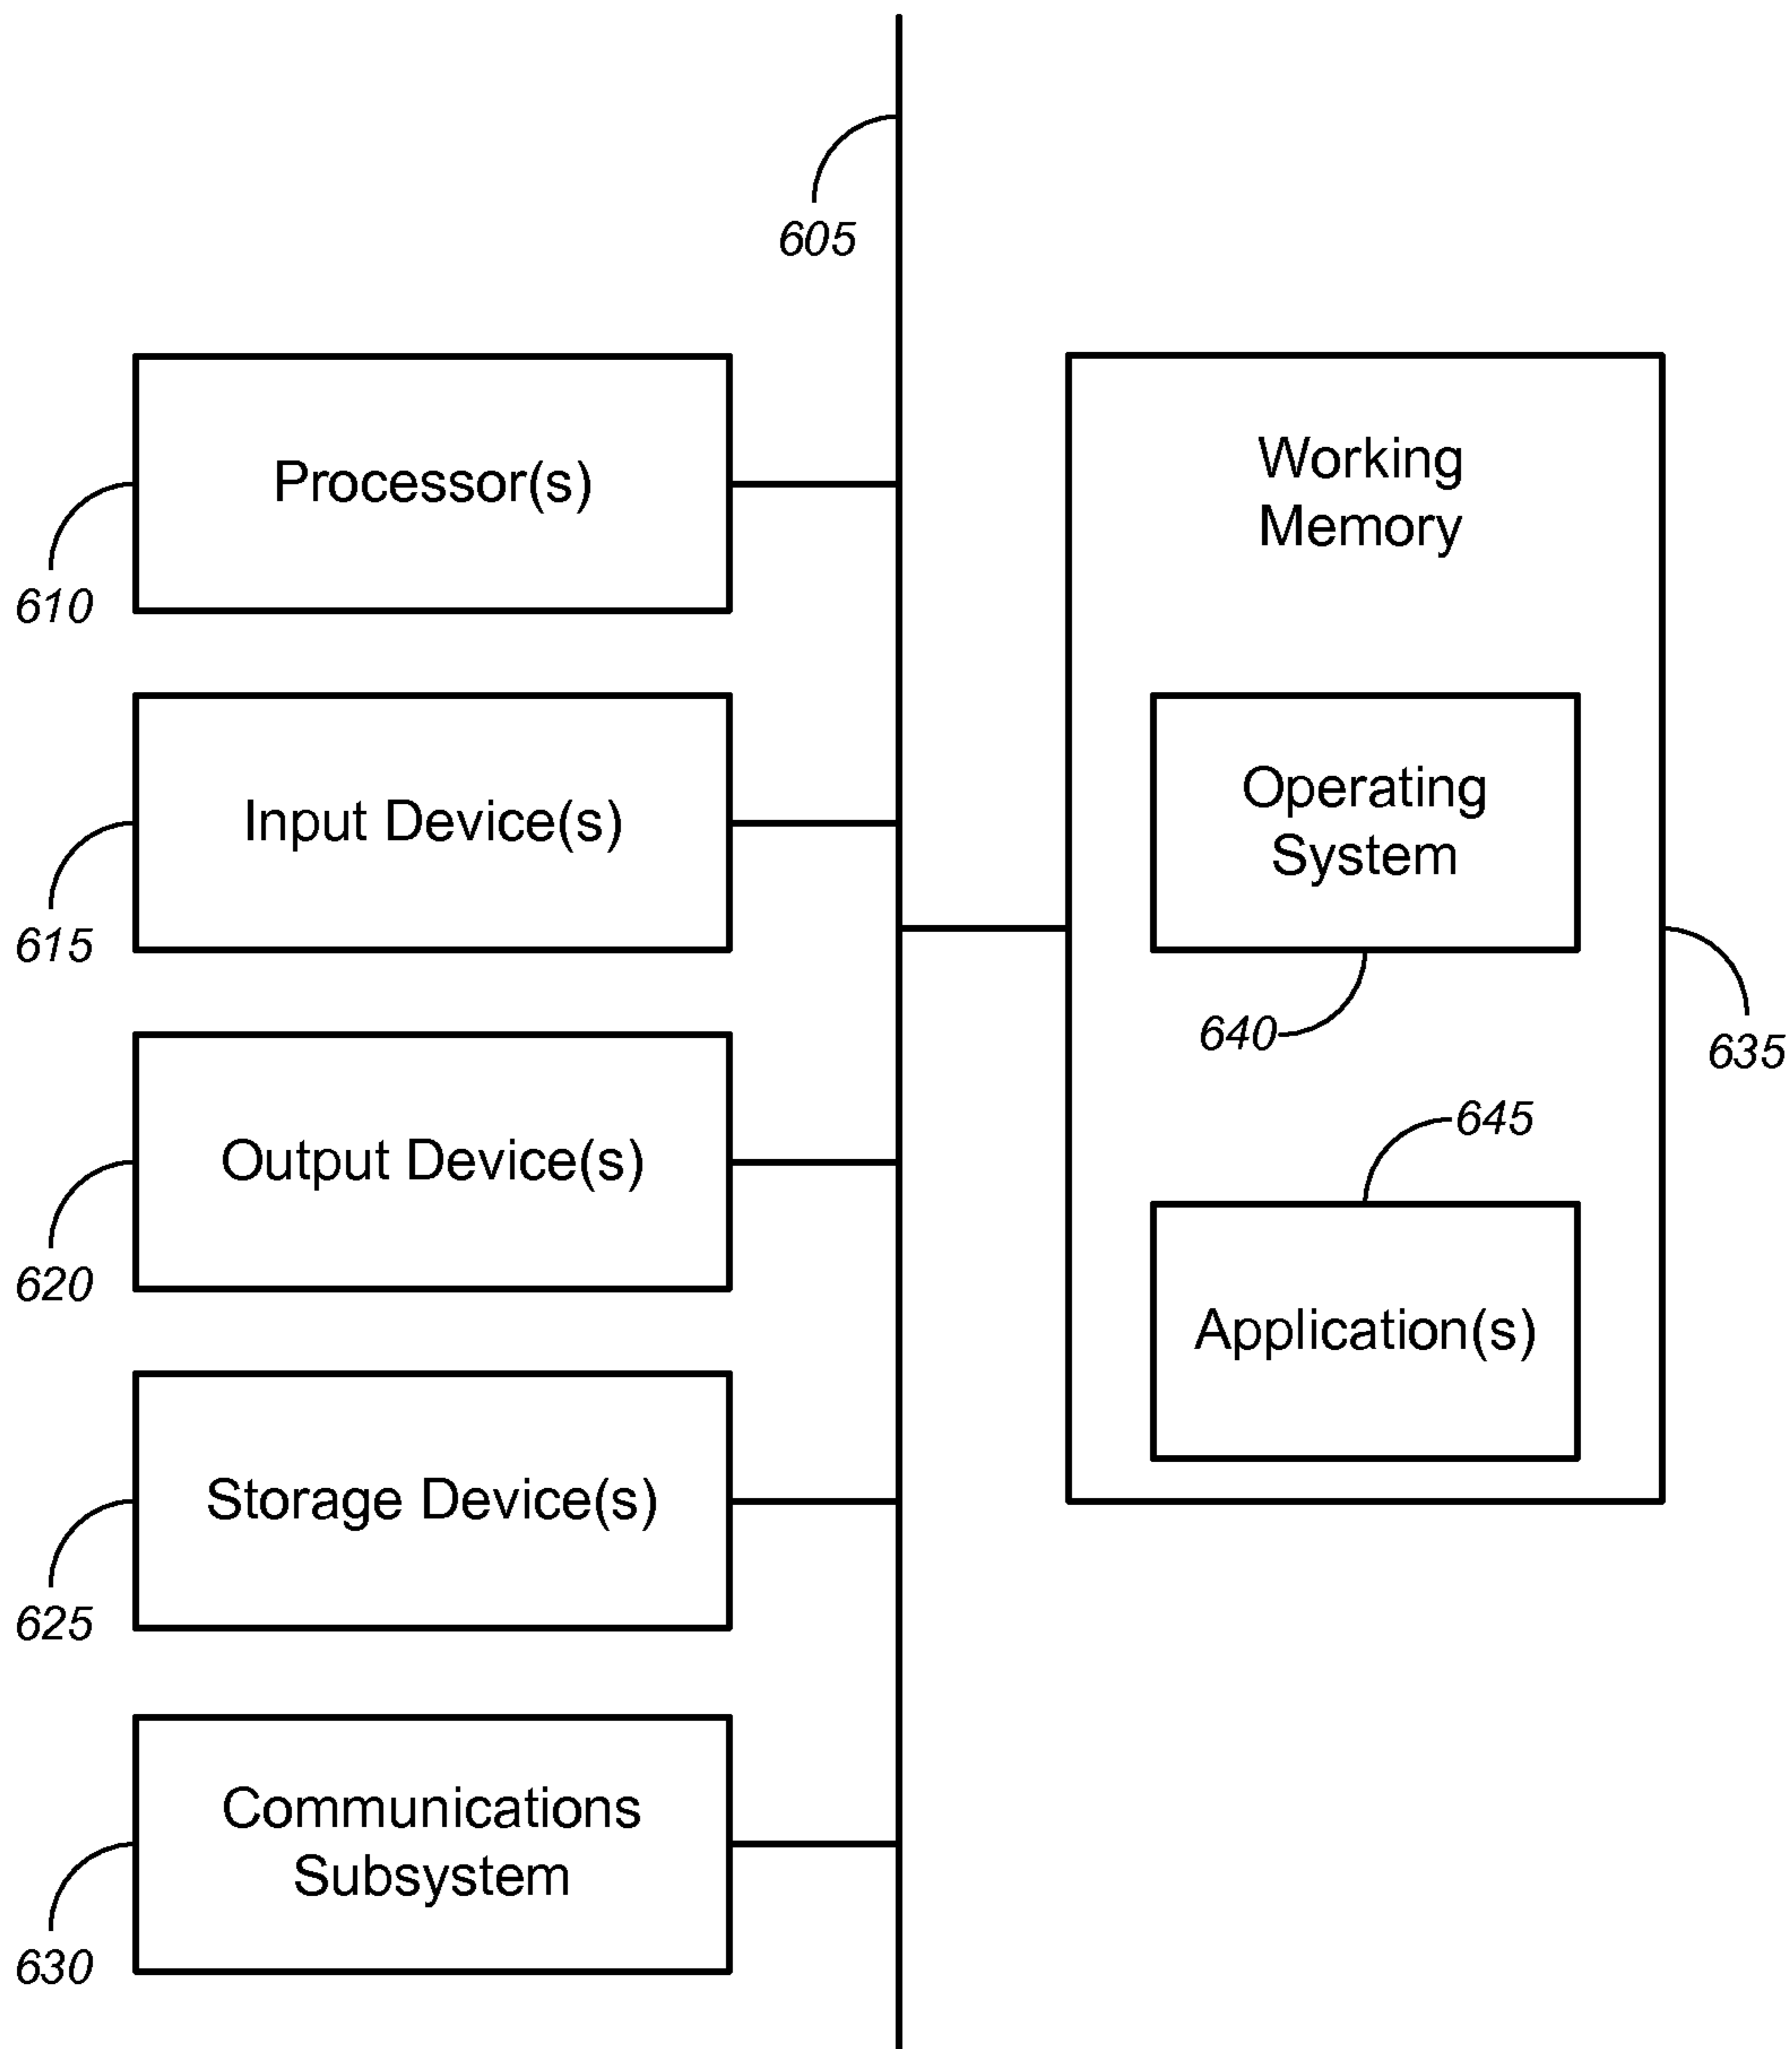 605
Processor(s)
610
Input Device(s)
615
Output Device(s)
620
Storage Device(s)
625
Communications
Subsystem
630
Working
Memory
Operating
System
640
635
645
Application(s)